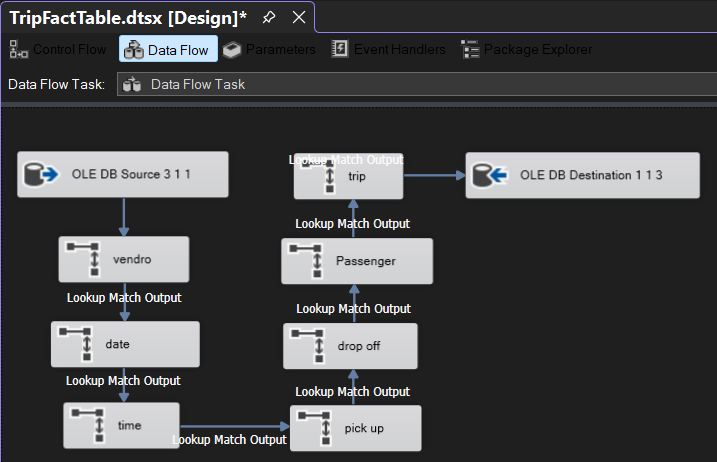 TripFactTable.dtsx [Design]*
Control Flow Data Flow Parameters Event Handlers Package Explorer
Data Flow Task: Data Flow Task
OLE DB Source 3 1 1
vendro
Lookup Match Output
date
Lookup Match Output
time
Lookup Match Output
pick up
Lookup Match Output
drop off
Lookup Match Output
Passenger
Lookup Match Output
trip
Lookup Match Output
OLE DB Destination 1 1 3